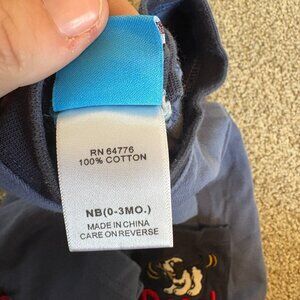 RN 64776
100% COTTON
NB(0-3MO.)
MADE IN CHINA
CARE ON REVERSE